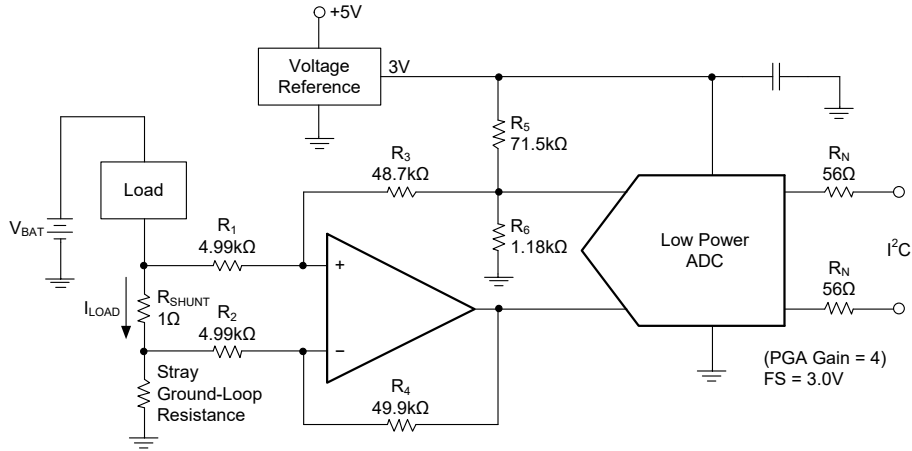 +5V
Voltage
Reference
3V
R5
71.5kΩ
R3
48.7kΩ
Load
RN
56Ω
VBAT
R1
4.99kΩ
R6
1.18kΩ
Low Power
ADC
I²C
+
ILOAD
RSHUNT
1Ω
R2
4.99kΩ
RN
56Ω
−
Stray
Ground-Loop
Resistance
R4
49.9kΩ
(PGA Gain = 4)
FS = 3.0V